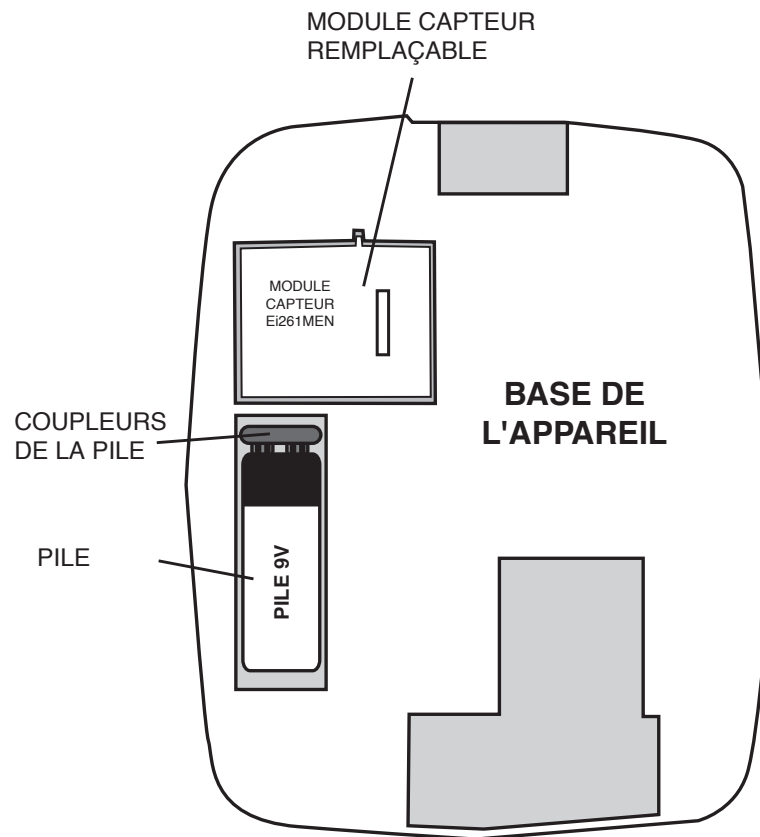 MODULE CAPTEUR
REMPLAÇABLE
MODULE
CAPTEUR
Ei261MEN
BASE DE
L'APPAREIL
COUPLEURS
DE LA PILE
PILE
PILE 9V